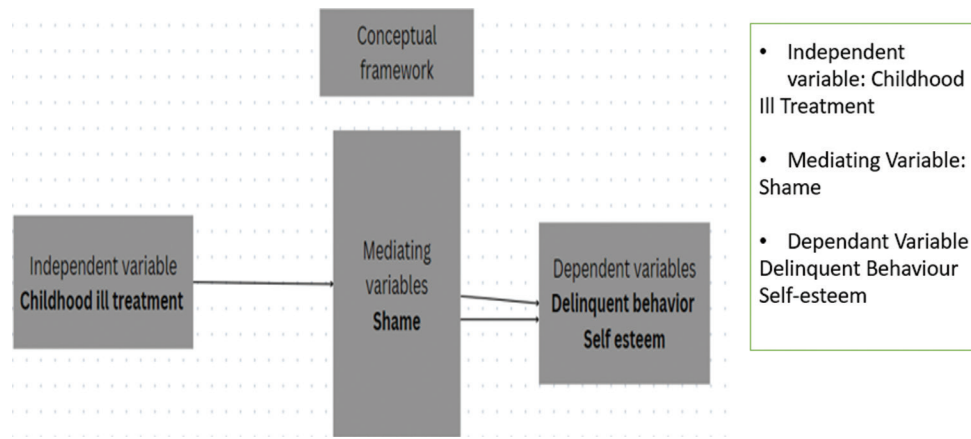 Conceptual
framework
Independent variable
Childhood ill treatment
Mediating
variables
Shame
Dependent variables
Delinquent behavior
Self esteem
• Independent
variable: Childhood
Ill Treatment
• Mediating Variable:
Shame
• Dependant Variable
Delinquent Behaviour
Self-esteem